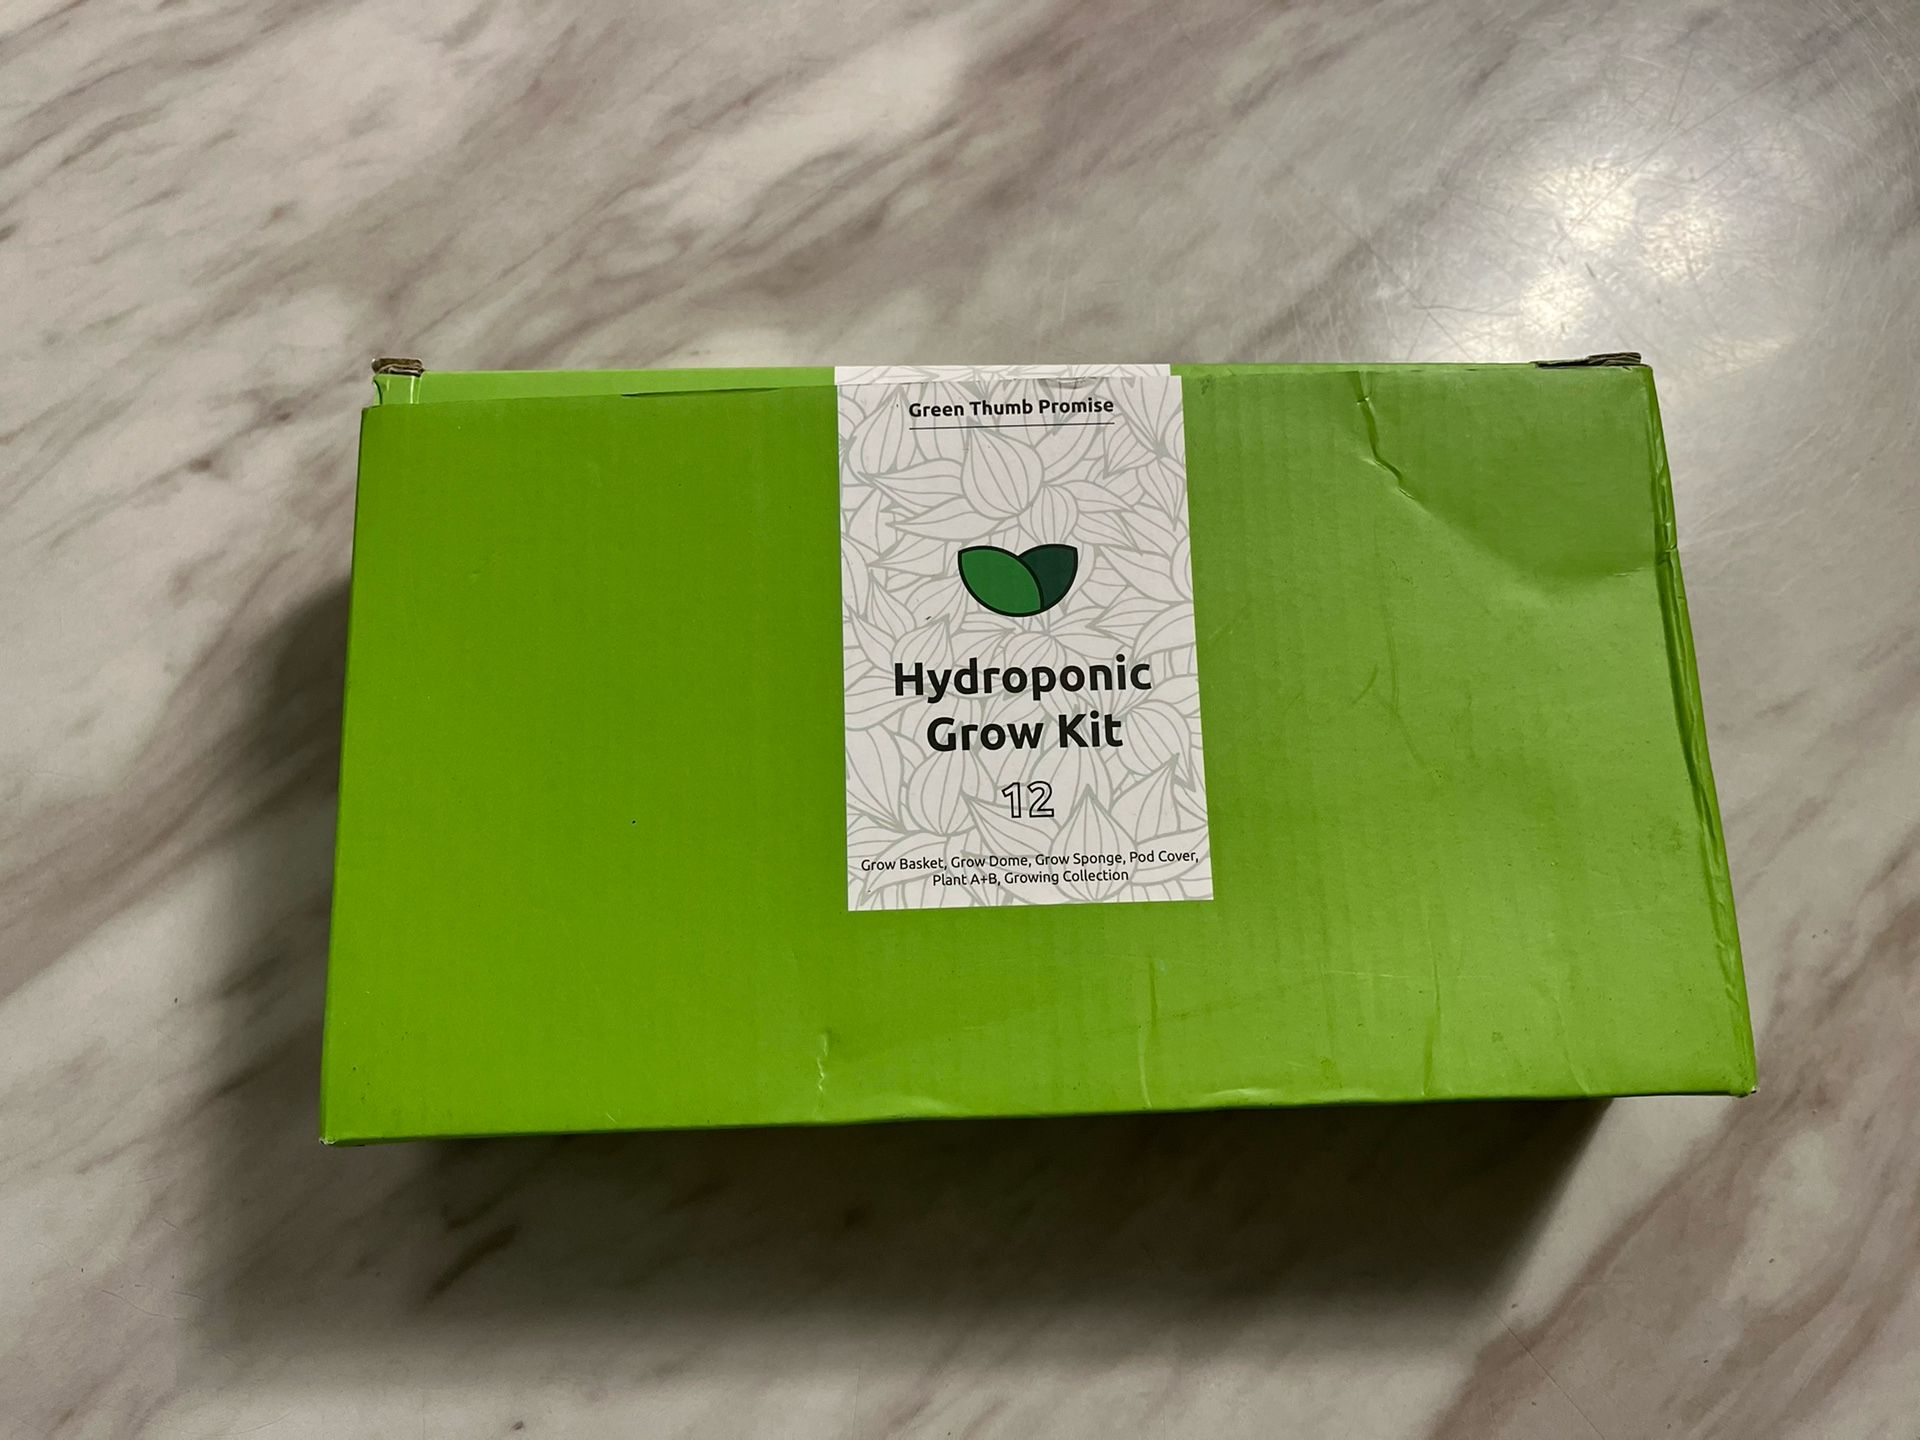 Green Thumb Promise
Hydroponic
Grow Kit
12
Grow Basket, Grow Dome, Grow Sponge, Pod Cover,
Plant A+B, Growing Collection